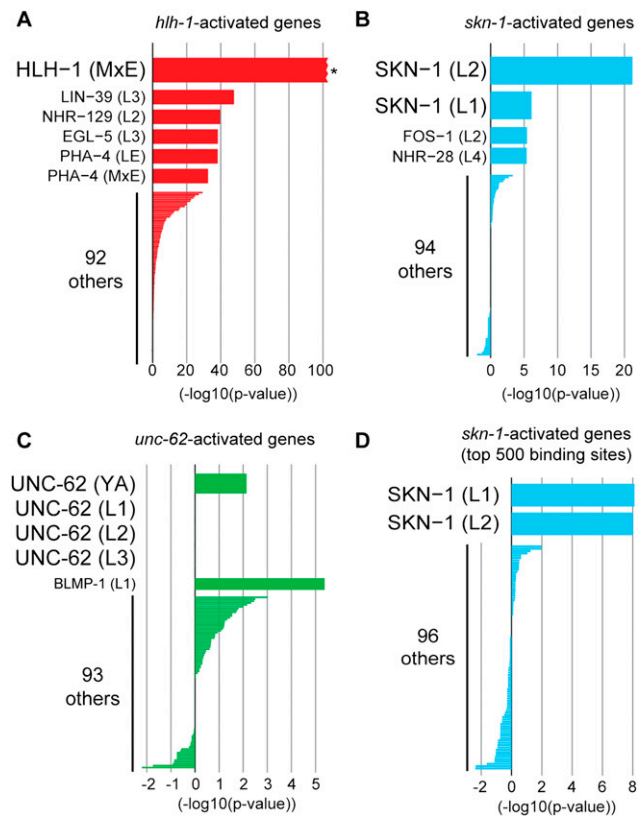 A
hlh-1-activated genes
HLH−1 (MxE)
*
LIN−39 (L3)
NHR−129 (L2)
EGL−5 (L3)
PHA−4 (LE)
PHA−4 (MxE)
92
others
0 20 40 60 80 100
(-log10(p-value))
B
skn-1-activated genes
SKN−1 (L2)
SKN−1 (L1)
FOS−1 (L2)
NHR−28 (L4)
94
others
0 5 10 15 20
(-log10(p-value))
C
unc-62-activated genes
UNC-62 (YA)
UNC-62 (L1)
UNC-62 (L2)
UNC-62 (L3)
BLMP-1 (L1)
93
others
-2 -1 0 1 2 3 4 5
(-log10(p-value))
D
skn-1-activated genes
(top 500 binding sites)
SKN−1 (L1)
SKN−1 (L2)
96
others
-2 0 2 4 6 8
(-log10(p-value))